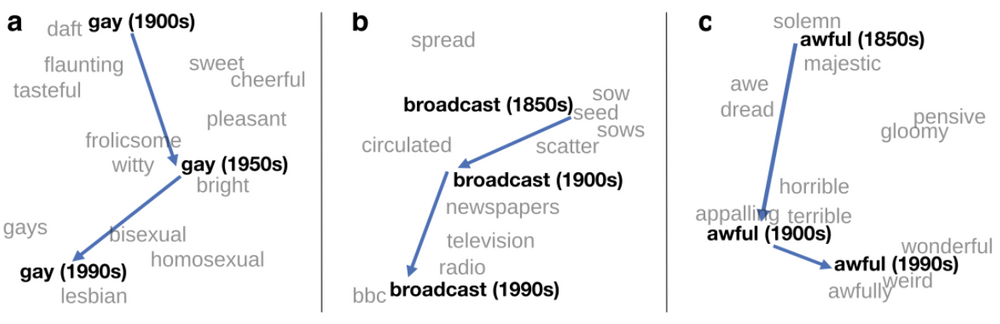 a
daft gay (1900s)
flaunting sweet
tasteful cheerful
pleasant
frolicsome
witty gay (1950s)
bright
gays bisexual
homosexual
gay (1990s)
lesbian
b
spread
broadcast (1850s) sow
seed
sows
circulated scatter
broadcast (1900s)
newspapers
television
radio
bbc broadcast (1990s)
c
solemn
awful (1850s)
majestic
awe
dread pensive
gloomy
horrible
appalling terrible
awful (1900s)
wonderful
awful (1990s)
weird
awfully